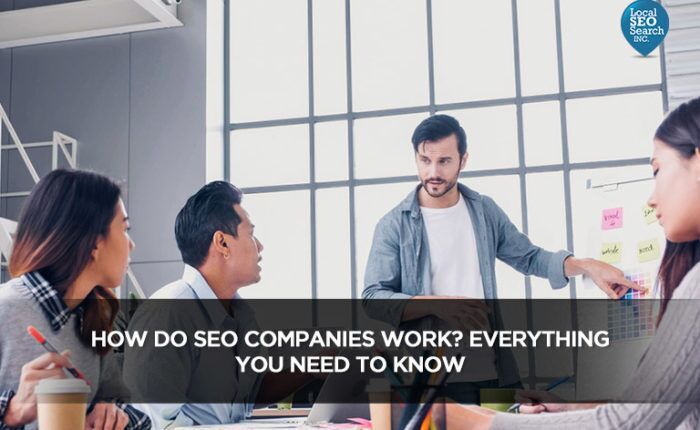 Local
SEO
Search
INC.
HOW DO SEO COMPANIES WORK? EVERYTHING
YOU NEED TO KNOW